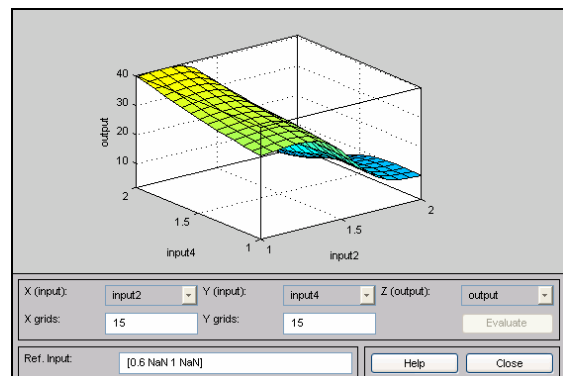 40
30
20
10
output
2
1.5
1
input4
1
1.5
2
input2
X (input): input2 Y (input): input4 Z (output): output
X grids: 15 Y grids: 15 Evaluate
Ref. Input: [0.6 NaN 1 NaN] Help Close